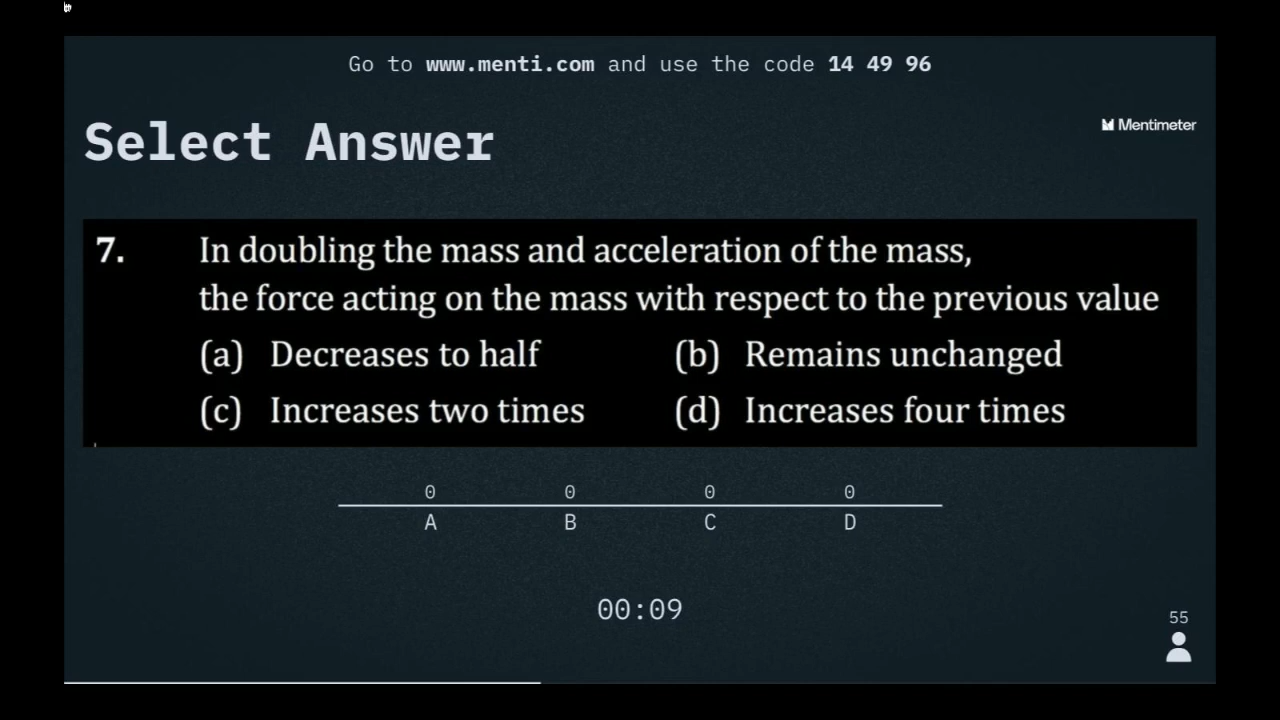 Go to www.menti.com and use the code 14 49 96
Select Answer
Mentimeter
7. In doubling the mass and acceleration of the mass,
the force acting on the mass with respect to the previous value
(a) Decreases to half (b) Remains unchanged
(c) Increases two times (d) Increases four times
0 0 0 0
A B C D
00:09
55